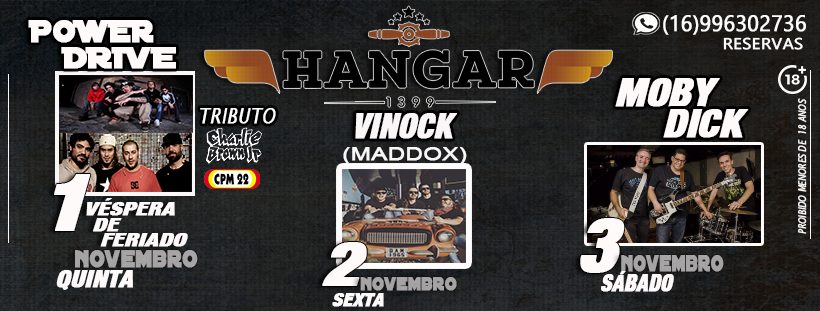 POWER
DRIVE
TRIBUTO
Charlie
Brown Jr
CPM 22
1 VÉSPERA
DE
FERIADO
NOVEMBRO
QUINTA
HANGAR
1399
VINOCK
(MADDOX)
2 NOVEMBRO
SEXTA
(16)996302736
RESERVAS
MOBY
DICK
3 NOVEMBRO
SÁBADO
18+
PROIBIDO MENORES DE 18 ANOS